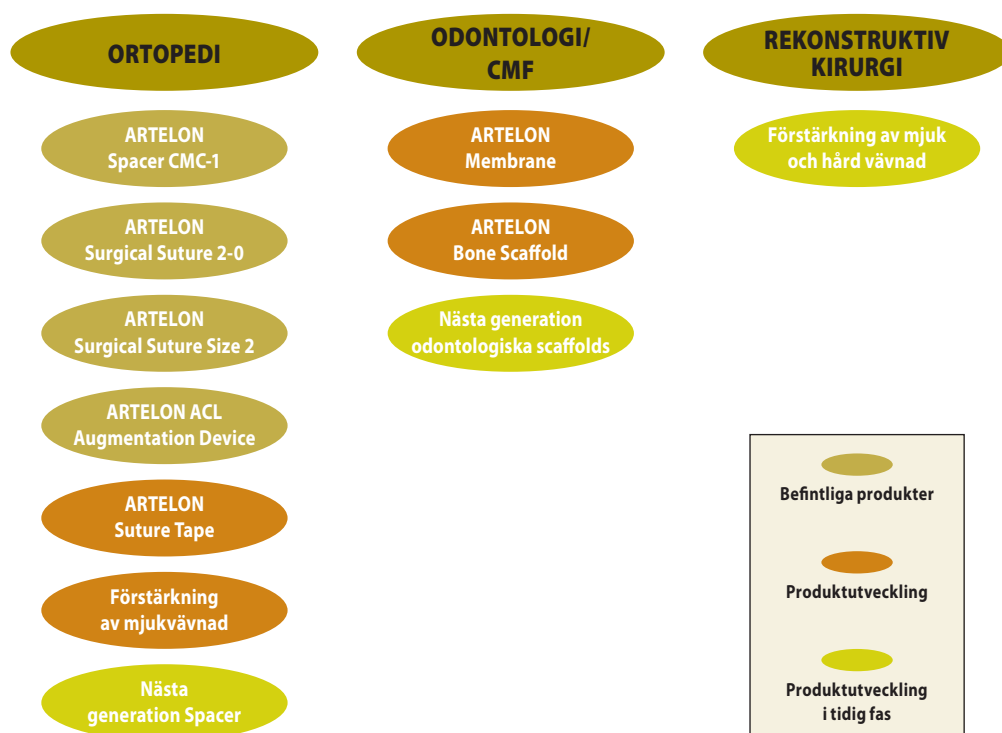 ORTOPEDI
ARTELON
Spacer CMC-1
ARTELON
Surgical Suture 2-0
ARTELON
Surgical Suture Size 2
ARTELON ACL
Augmentation Device
ARTELON
Suture Tape
Förstärkning
av mjukvävnad
Nästa
generation Spacer
ODONTOLOGI/
CMF
ARTELON
Membrane
ARTELON
Bone Scaffold
Nästa generation
odontologiska scaffolds
REKONSTRUKTIV
KIRURGI
Förstärkning av mjuk
och hård vävnad
Befintliga produkter
Produktutveckling
Produktutveckling
i tidig fas